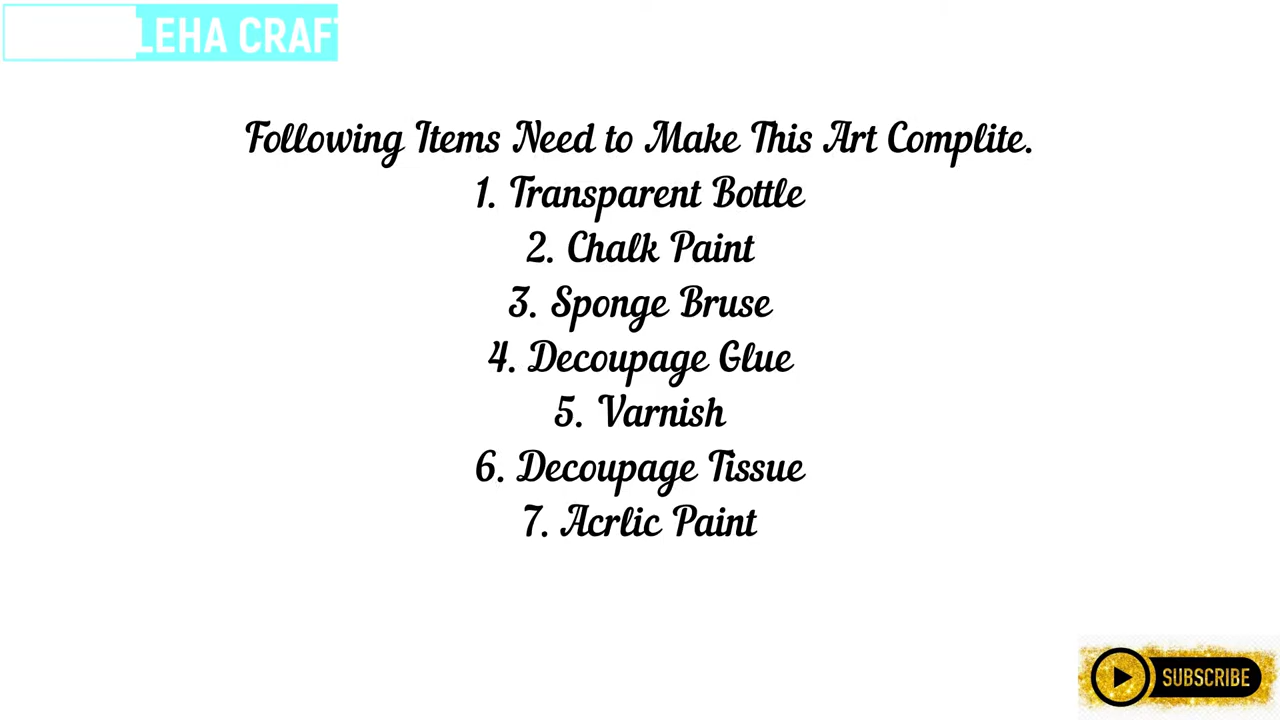 LEHA CRAF
Following Items Need to Make This Art Complite.
1. Transparent Bottle
2. Chalk Paint
3. Sponge Bruse
4. Decoupage Glue
5. Varnish
6. Decoupage Tissue
7. Acrlic Paint
SUBSCRIBE